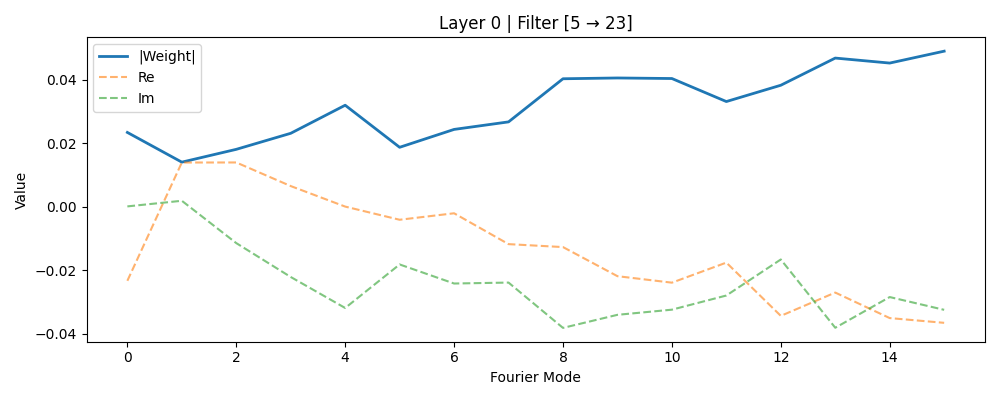 Layer 0 | Filter [5 → 23]
|Weight|
Re
Im
0.04
0.02
0.00
−0.02
−0.04
Value
0 2 4 6 8 10 12 14
Fourier Mode